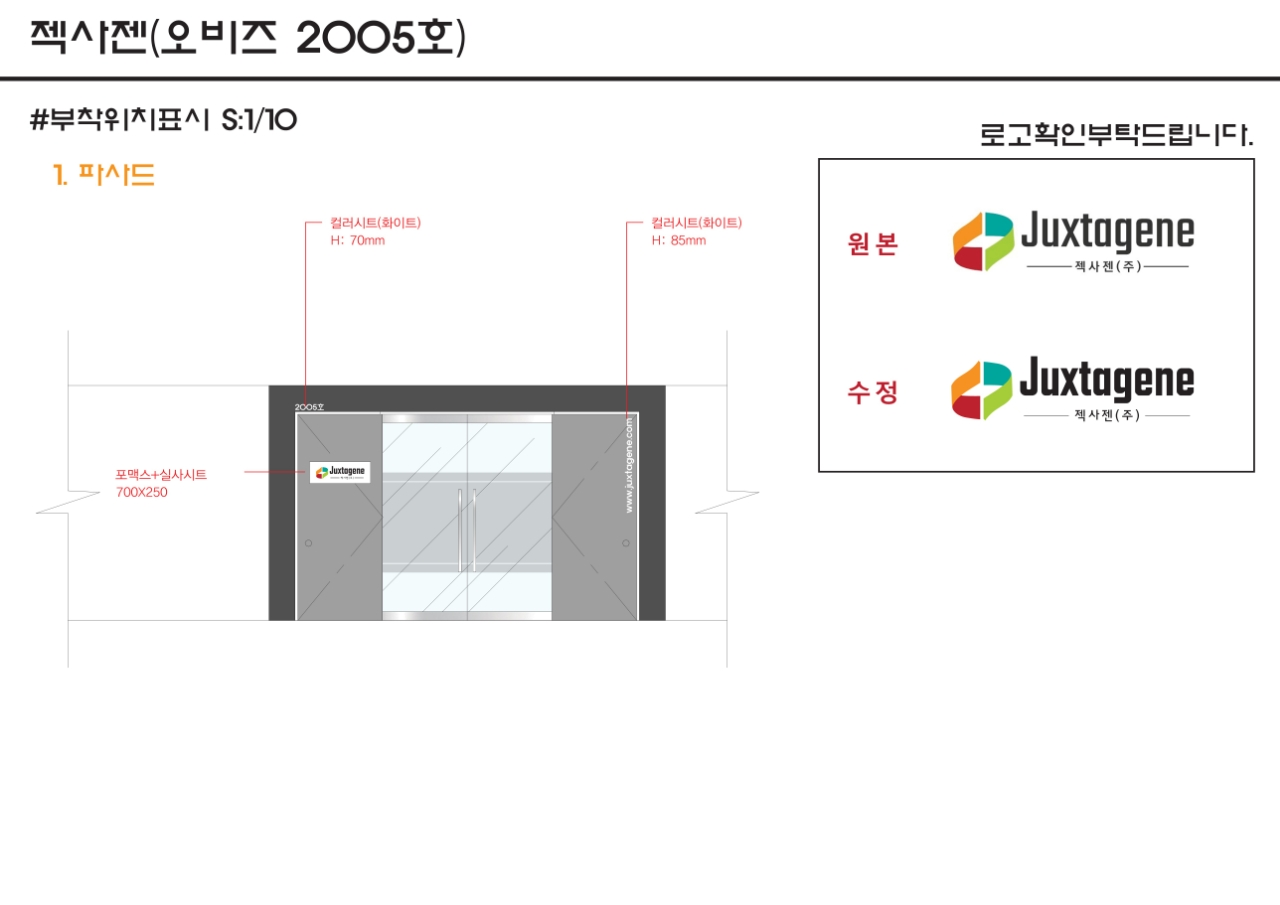 젝사젠(오비즈 2005호)
#부착위치표시 S:1/10
로고확인부탁드립니다.
1. 파사드
컬러시트(화이트)
H: 70mm
컬러시트(화이트)
H: 85mm
원본
Juxtagene
젝사젠(주)
수정
Juxtagene
젝사젠(주)
2005호
www.juxtagene.com
포맥스+실사시트
700X250
Juxtagene